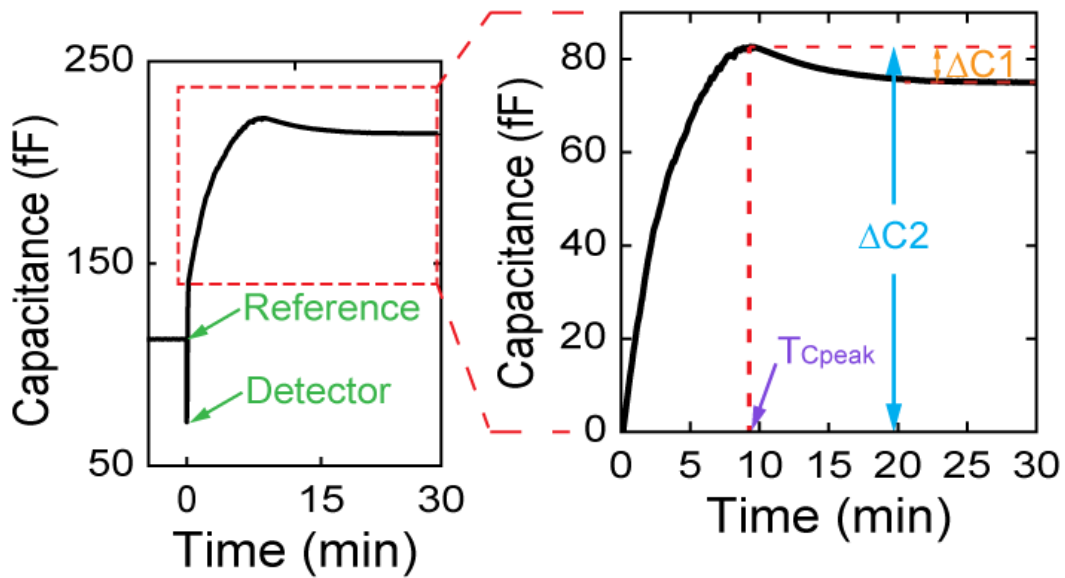 Capacitance (fF)
250
150
50
Reference
Detector
0 15 30
Time (min)
Capacitance (fF)
80
60
40
20
0
ΔC1
ΔC2
TCpeak
0 5 10 15 20 25 30
Time (min)